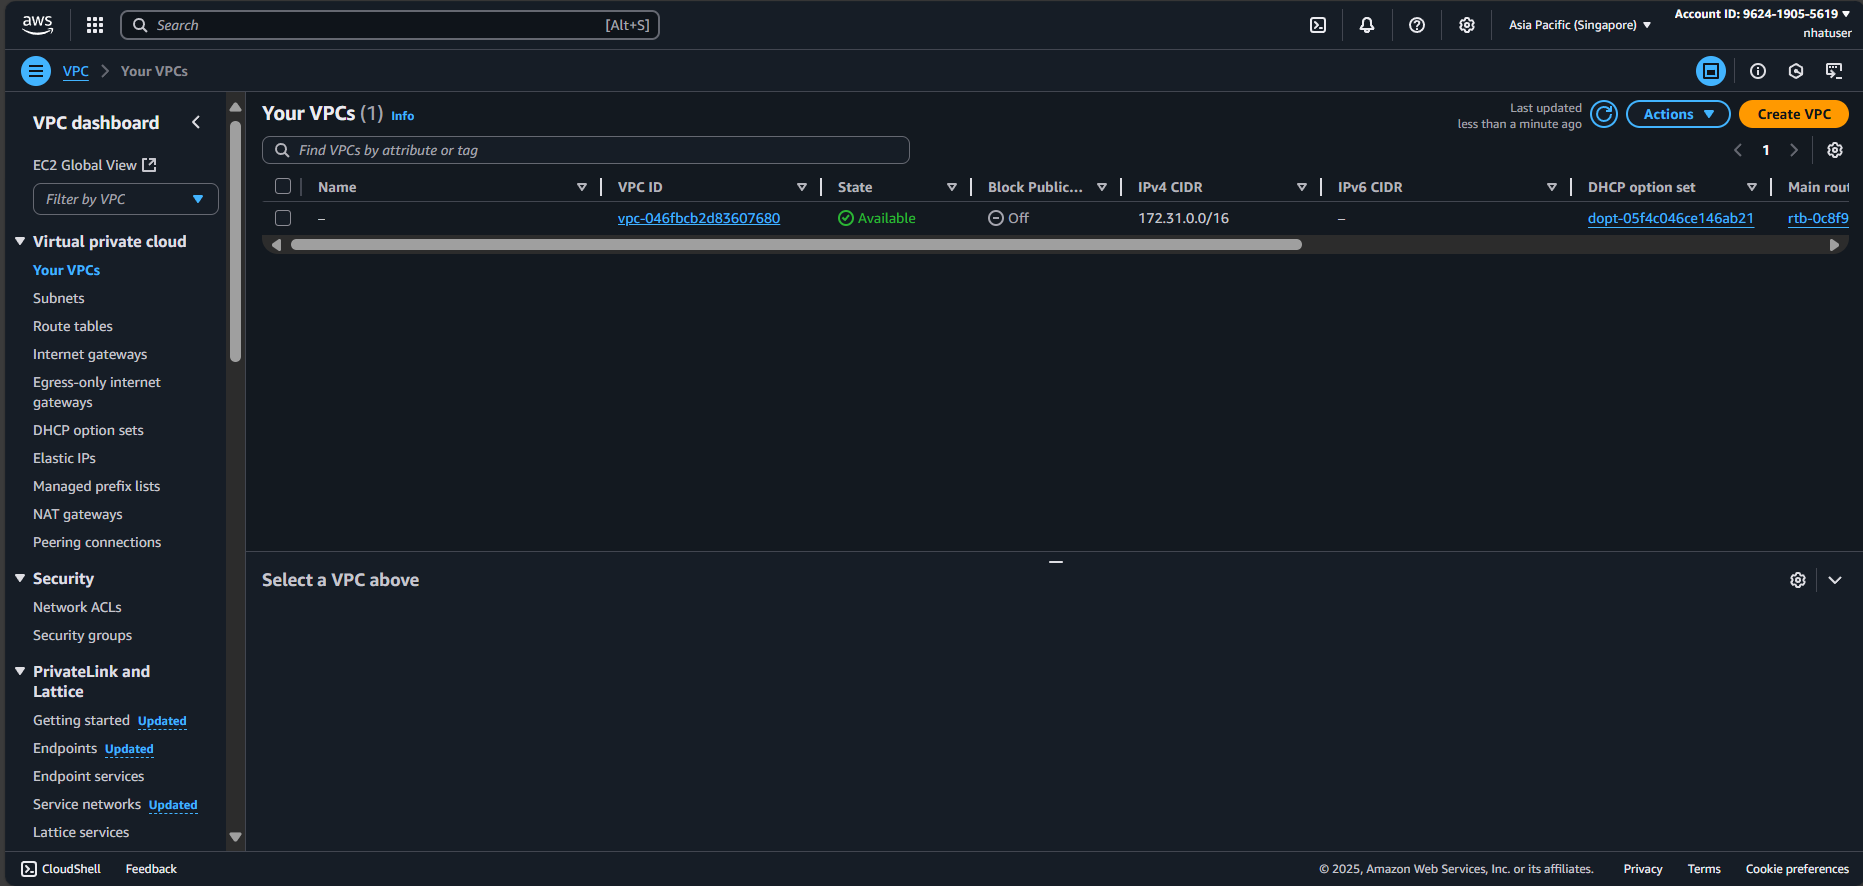 aws
Search [Alt+S]
Asia Pacific (Singapore)
Account ID: 9624-1905-5619
nhatuser
VPC
Your VPCs
VPC dashboard
EC2 Global View
Filter by VPC
Virtual private cloud
Your VPCs
Subnets
Route tables
Internet gateways
Egress-only internet
gateways
DHCP option sets
Elastic IPs
Managed prefix lists
NAT gateways
Peering connections
Security
Network ACLs
Security groups
PrivateLink and
Lattice
Getting started Updated
Endpoints Updated
Endpoint services
Service networks Updated
Lattice services
Your VPCs (1) Info
Last updated
less than a minute ago
Actions
Create VPC
Find VPCs by attribute or tag
1
Name VPC ID State Block Public... IPv4 CIDR IPv6 CIDR DHCP option set Main rout
– vpc-046fbcb2d83607680 Available Off 172.31.0.0/16 – dopt-05f4c046ce146ab21 rtb-0c8f9
Select a VPC above
CloudShell Feedback © 2025, Amazon Web Services, Inc. or its affiliates. Privacy Terms Cookie preferences